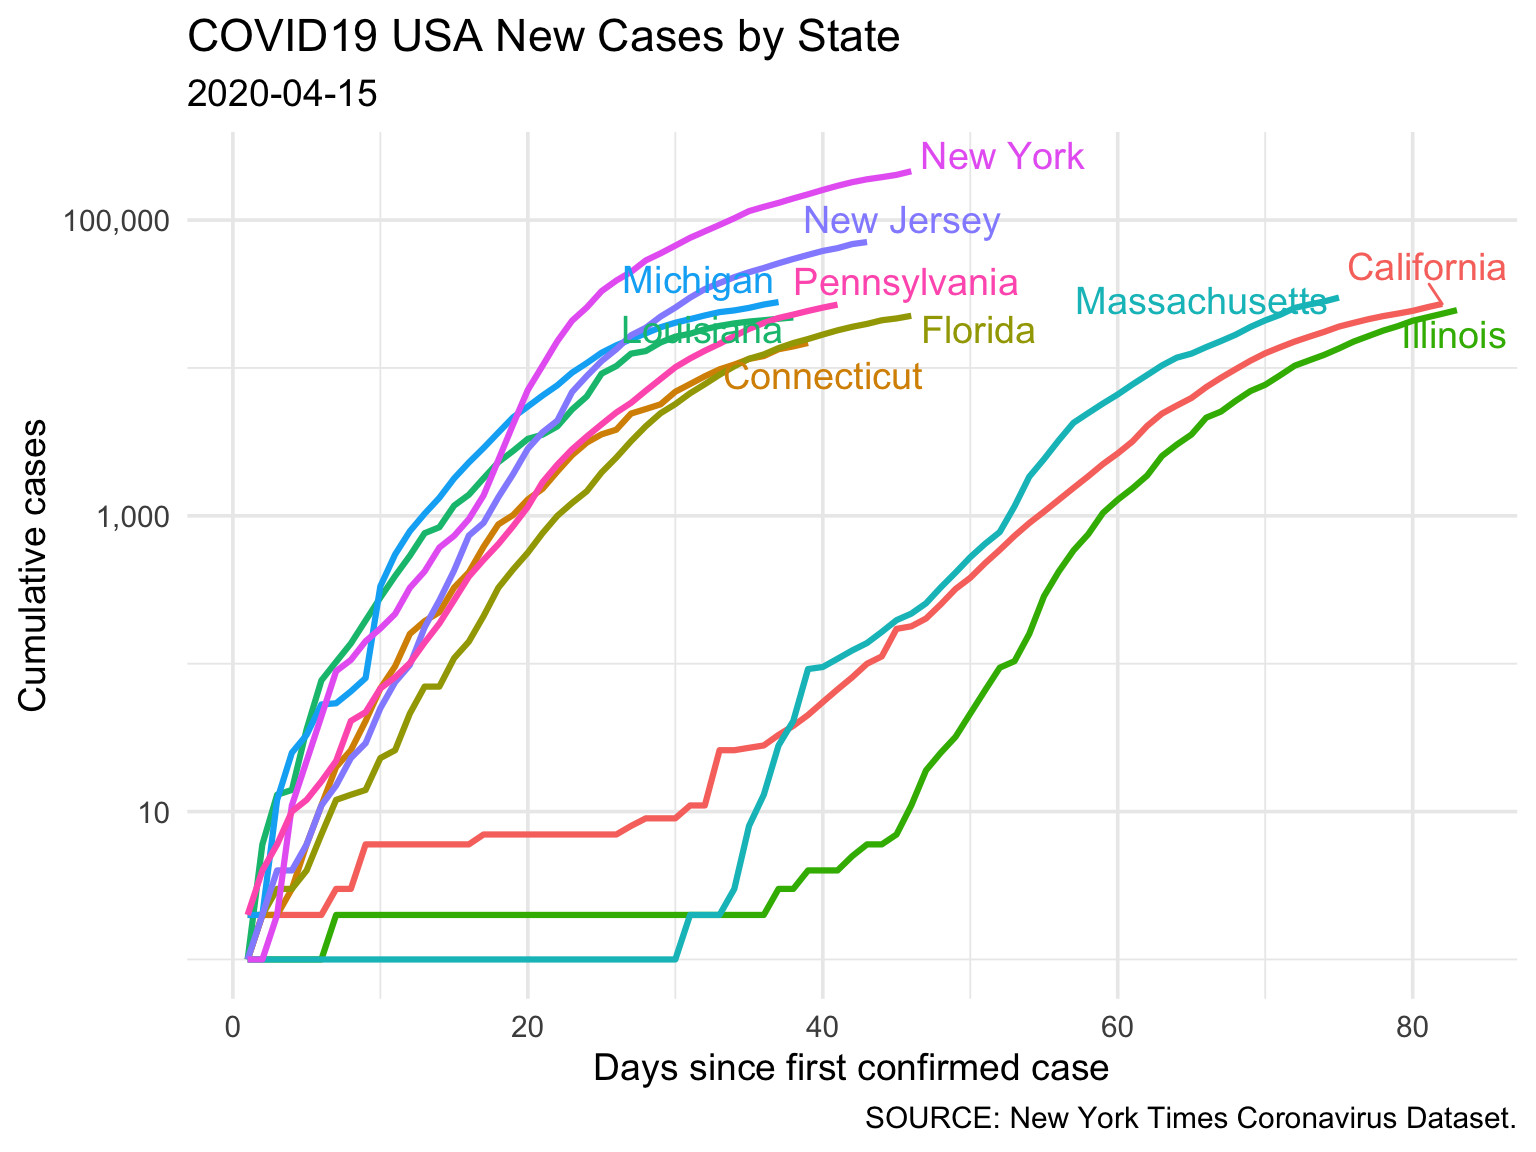 COVID19 USA New Cases by State
2020-04-15
New York
New Jersey
Michigan
Pennsylvania
California
Massachusetts
Louisiana
Florida
Illinois
Connecticut
100,000
1,000
10
Cumulative cases
0 20 40 60 80
Days since first confirmed case
SOURCE: New York Times Coronavirus Dataset.